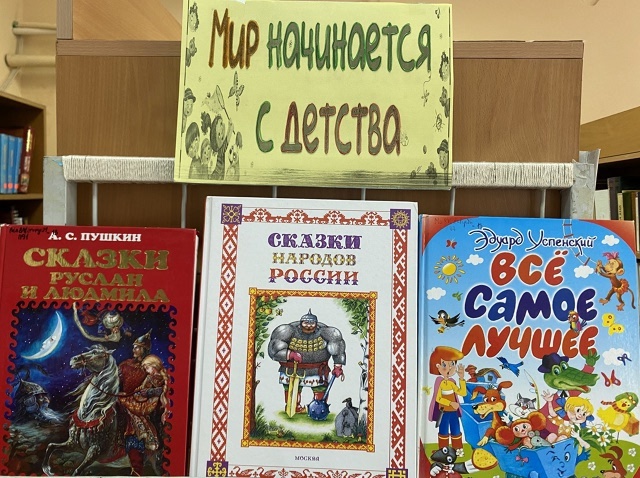 Мир начинается
с детства
А. С. ПУШКИН
СКАЗКИ
РУСЛАН
И ЛЮДМИЛА
СКАЗКИ
НАРОДОВ
РОССИИ
МОСКВА
Эдуард Успенский
ВСЁ
САМОЕ
ЛУЧШЕЕ